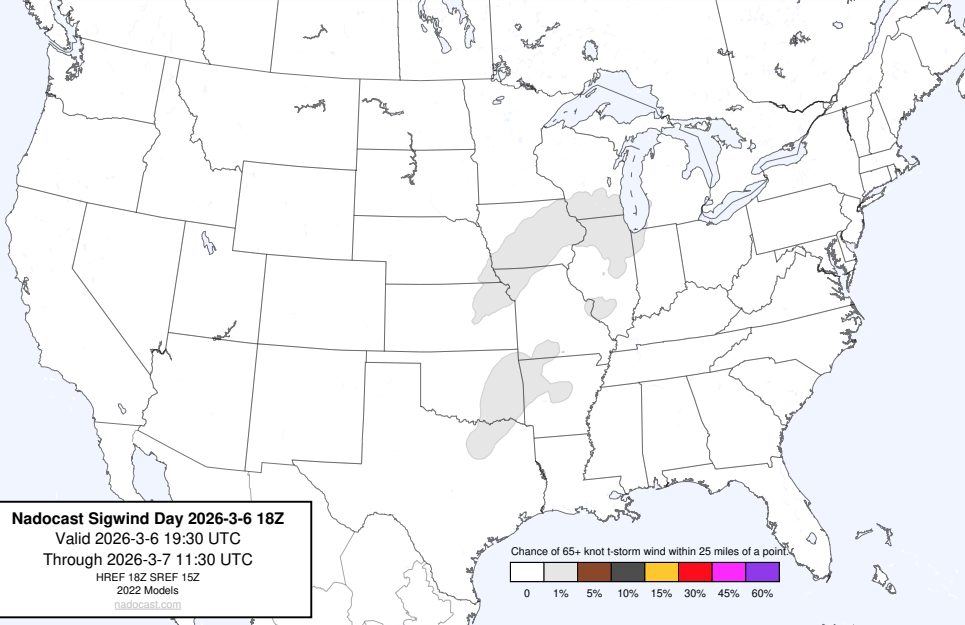 Nadocast Sigwind Day 2026-3-6 18Z
Valid 2026-3-6 19:30 UTC
Through 2026-3-7 11:30 UTC
HREF 18Z SREF 15Z
2022 Models
nadocast.com
Chance of 65+ knot t-storm wind within 25 miles of a point.
0 1% 5% 10% 15% 30% 45% 60%